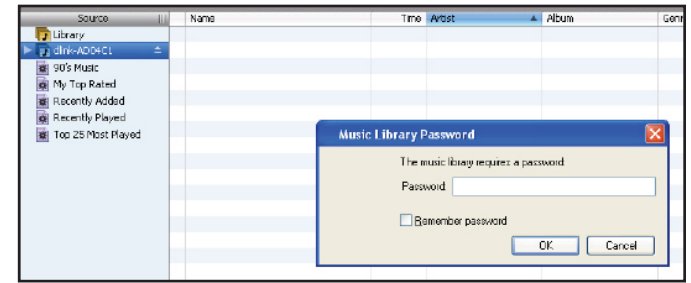 Source Name Time Artist Album Genr
Library
dlink-ADD4C1
90's Music
My Top Rated
Recently Added
Recently Played
Top 25 Most Played
Music Library Password
The music library requires a password
Password
Remember password
OK Cancel